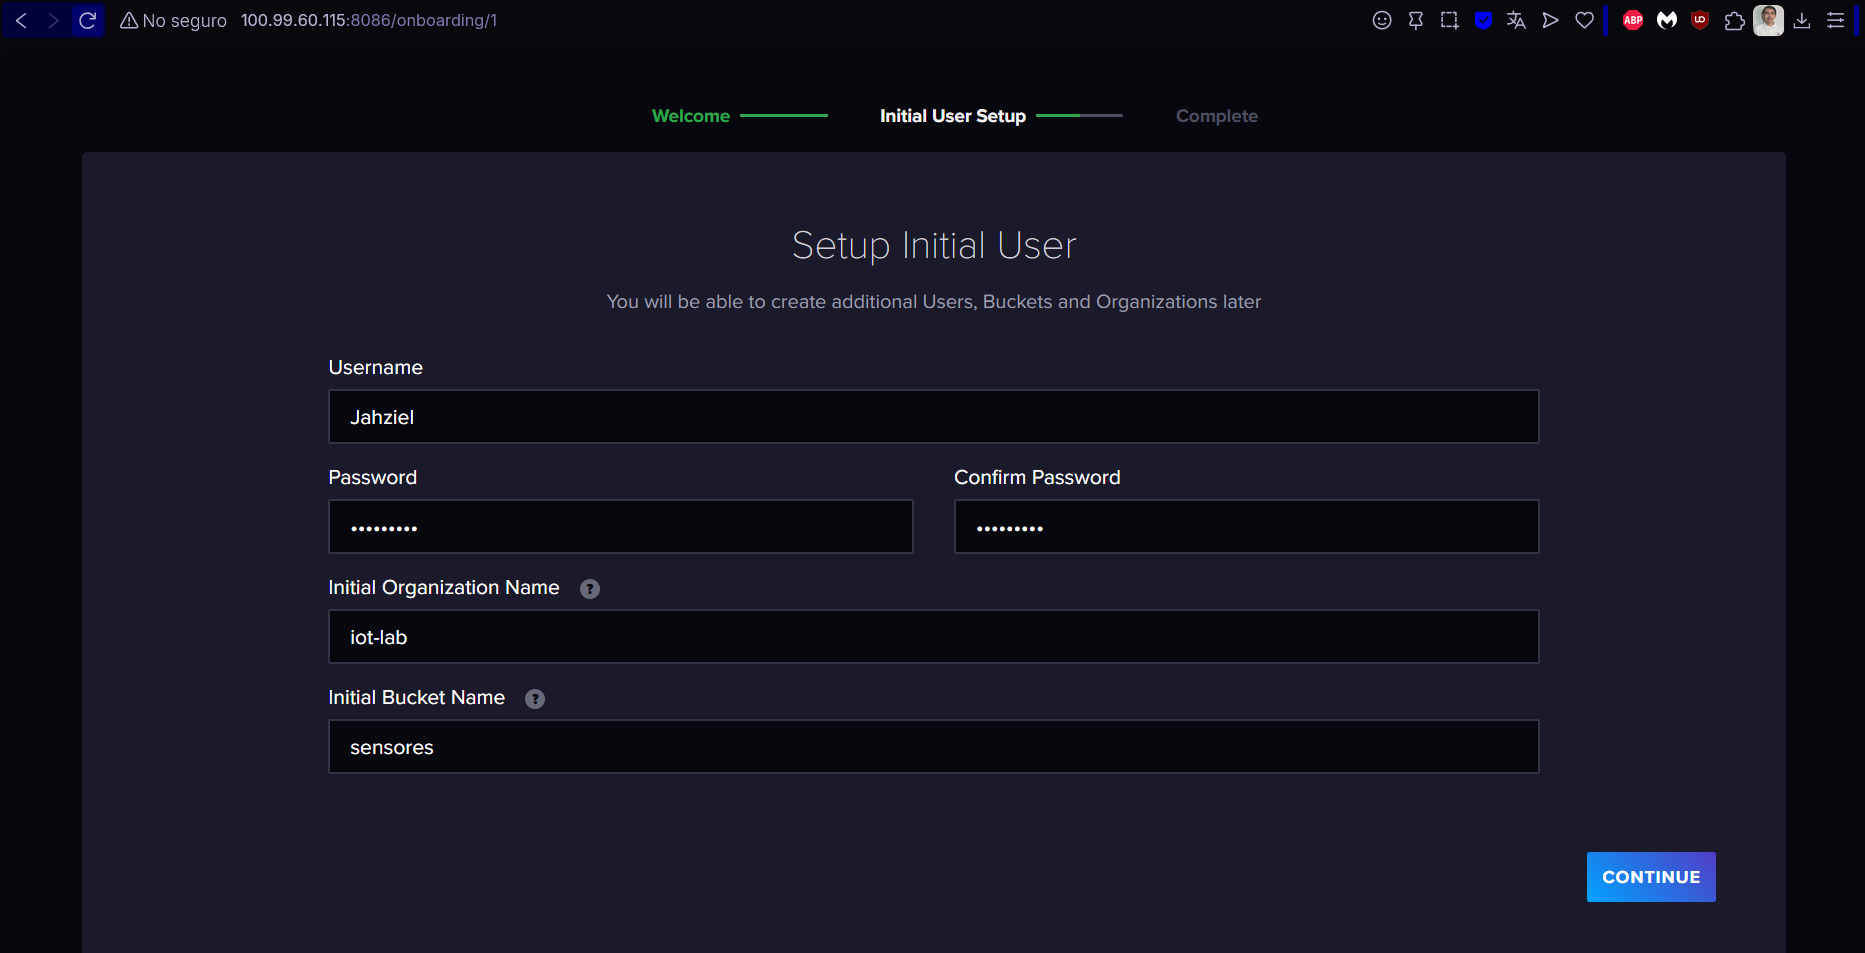 No seguro 100.99.60.115:8086/onboarding/1
ABP
Welcome Initial User Setup Complete
Setup Initial User
You will be able to create additional Users, Buckets and Organizations later
Username
Jahziel
Password Confirm Password
••••••••• •••••••••
Initial Organization Name ?
iot-lab
Initial Bucket Name ?
sensores
CONTINUE